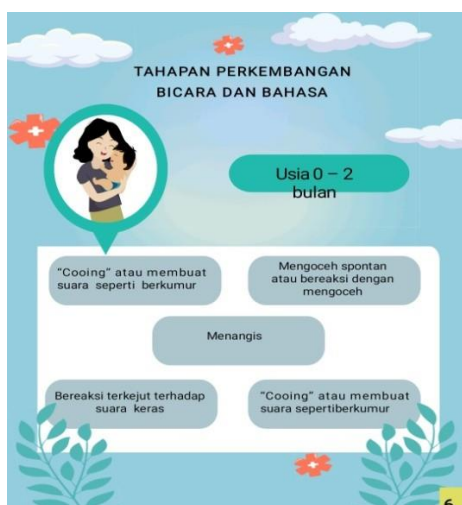 TAHAPAN PERKEMBANGAN
BICARA DAN BAHASA
Usia 0 – 2
bulan
"Cooing" atau membuat
suara seperti berkumur
Mengoceh spontan
atau bereaksi dengan
mengoceh
Menangis
Bereaksi terkejut terhadap
suara keras
"Cooing" atau membuat
suara sepertiberkumur
6